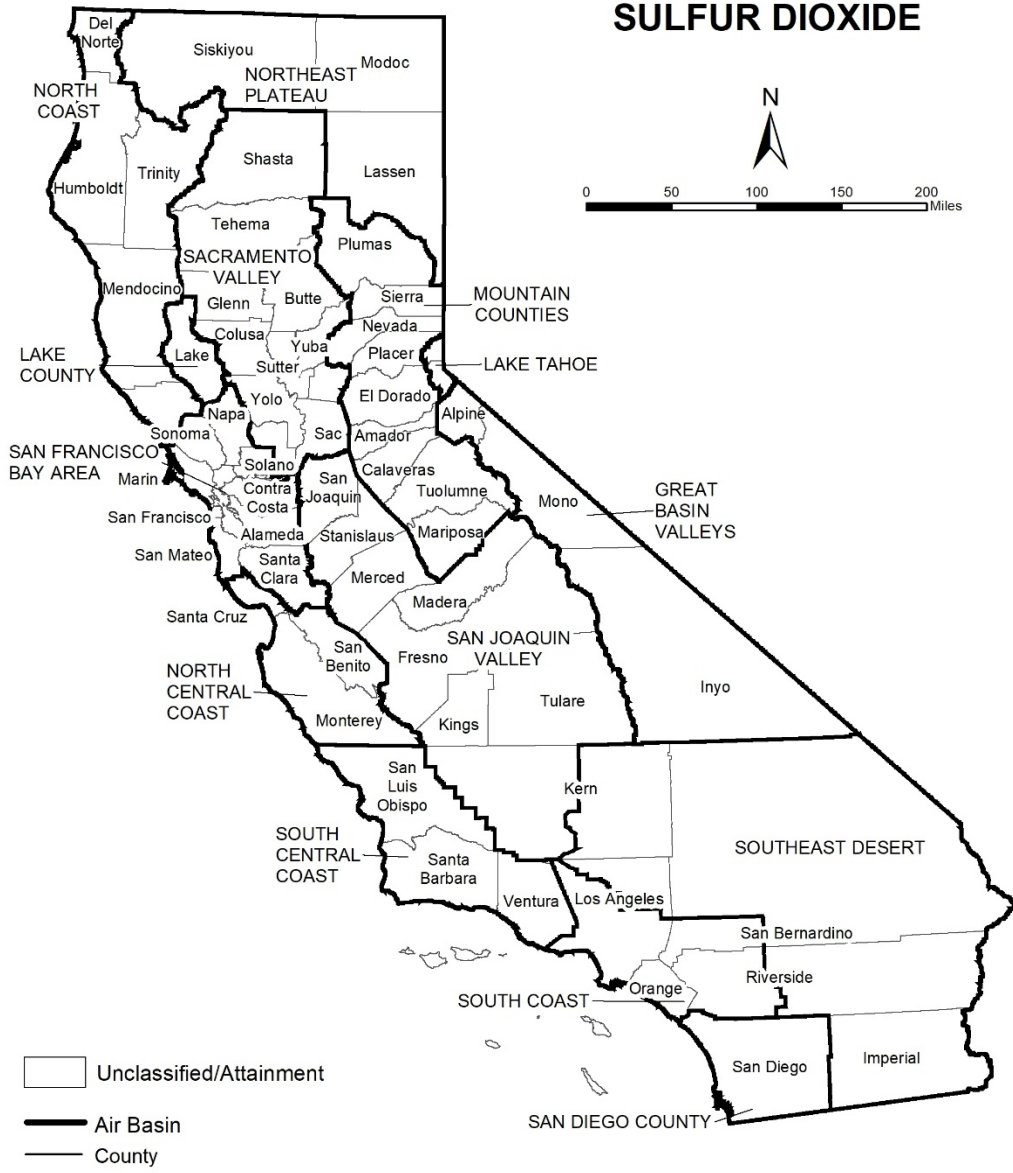 SULFUR DIOXIDE
Del
Norte
Siskiyou
Modoc
NORTHEAST
PLATEAU
NORTH
COAST
N
0 50 100 150 200
Miles
Shasta
Trinity
Lassen
Humboldt
Tehema
Plumas
SACRAMENTO
VALLEY
Mendocino
Glenn
Butte
Sierra
MOUNTAIN
COUNTIES
Colusa
Nevada
Yuba
LAKE
COUNTY
Lake
Placer
LAKE TAHOE
Sutter
Yolo
El Dorado
Napa
Alpine
Sonoma
Sac
Amador
SAN FRANCISCO
BAY AREA
Solano
Calaveras
Marin
Contra
Costa
San
Joaquin
Tuolumne
Mono
GREAT
BASIN
VALLEYS
San Francisco
Alameda
Stanislaus
Mariposa
San Mateo
Santa
Clara
Merced
Santa Cruz
Madera
SAN JOAQUIN
VALLEY
San
Benito
Fresno
NORTH
CENTRAL
COAST
Inyo
Tulare
Monterey
Kings
San
Luis
Obispo
Kern
SOUTH
CENTRAL
COAST
SOUTHEAST DESERT
Santa
Barbara
Ventura
Los Angeles
San Bernardino
Riverside
Orange
SOUTH COAST
San Diego
Imperial
SAN DIEGO COUNTY
Unclassified/Attainment
Air Basin
County